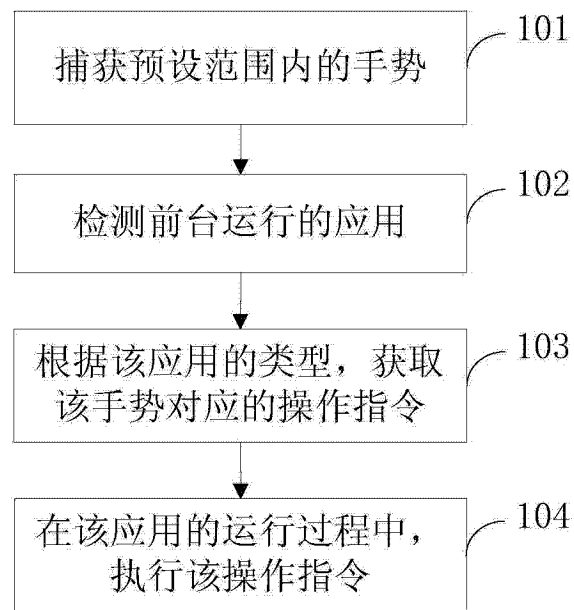 捕获预设范围内的手势
101
检测前台运行的应用
102
根据该应用的类型，获取
该手势对应的操作指令
103
在该应用的运行过程中，
执行该操作指令
104